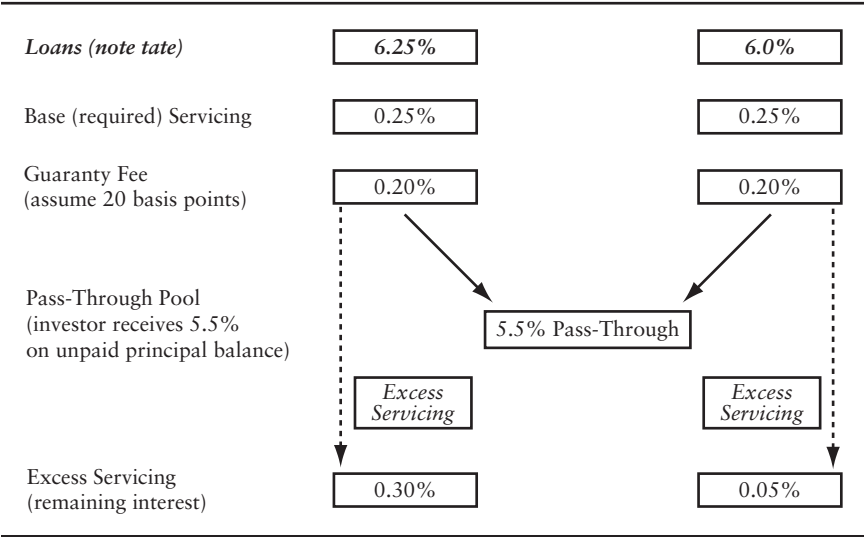 Loans (note tate) 6.25% 6.0%
Base (required) Servicing 0.25% 0.25%
Guaranty Fee
(assume 20 basis points) 0.20% 0.20%
Pass-Through Pool
(investor receives 5.5%
on unpaid principal balance)
5.5% Pass-Through
Excess
Servicing
Excess
Servicing
Excess Servicing
(remaining interest) 0.30% 0.05%